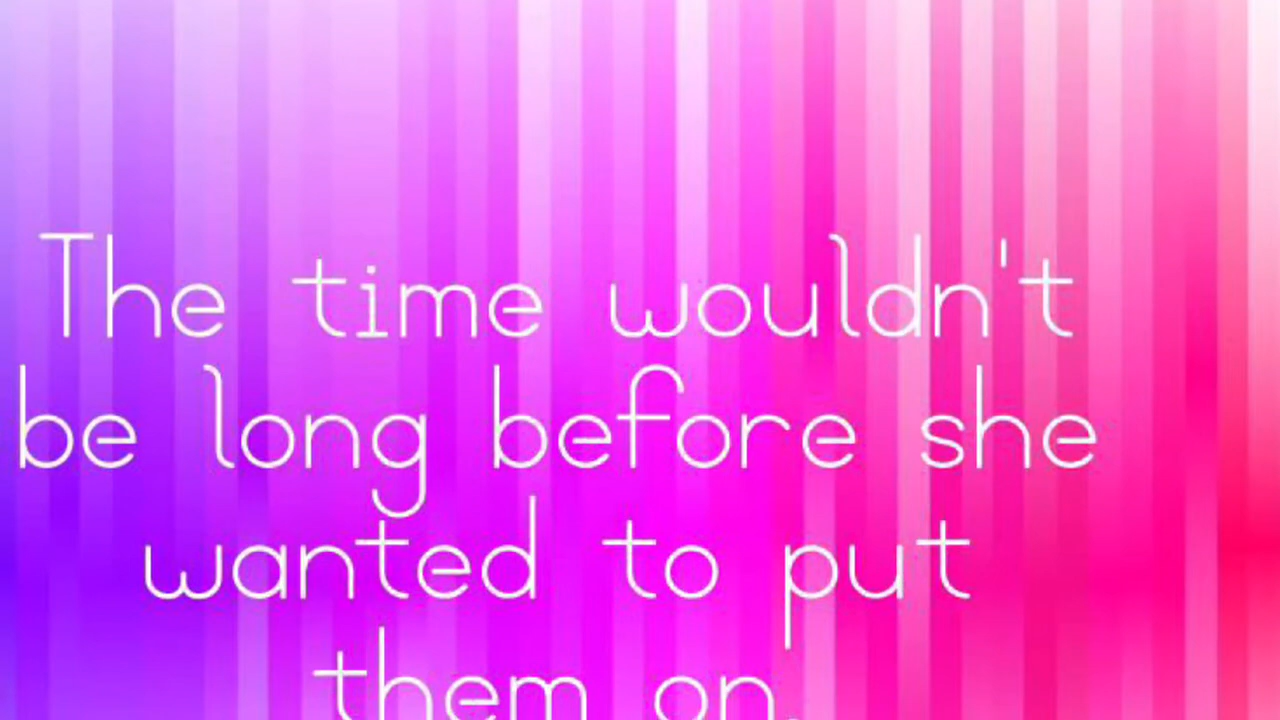 The time wouldn't
be long before she
wanted to put
them on.